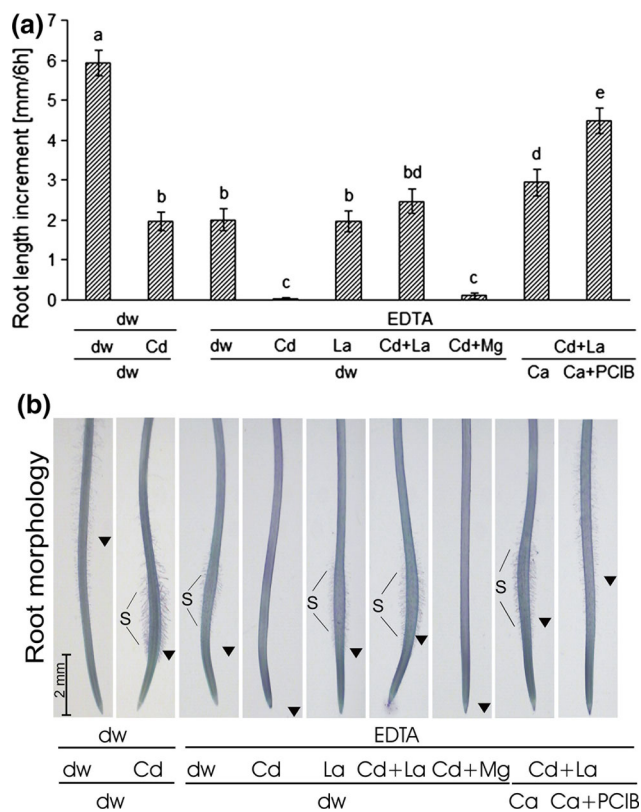 (a)
Root length increment [mm/6h]
6
5
4
3
2
1
0
a
b
b
c
b
bd
c
d
e
dw EDTA
dw Cd dw Cd La Cd+La Cd+Mg Cd+La
dw dw Ca Ca+PCIB
(b)
Root morphology
S S S S S
2 mm
dw EDTA
dw Cd dw Cd La Cd+La Cd+Mg Cd+La
dw dw Ca Ca+PCIB